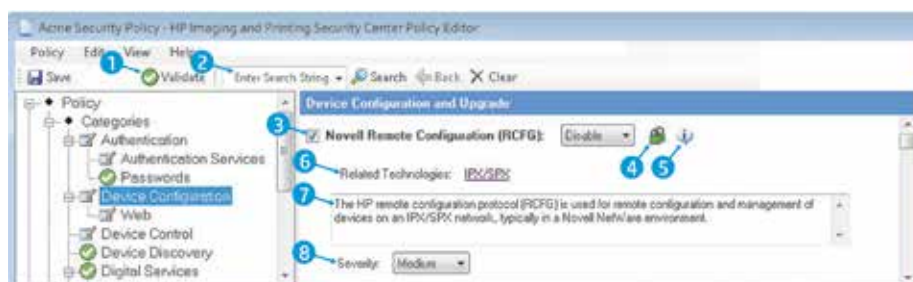 Acme Security Policy - HP Imaging and Printing Security Center Policy Editor
Policy Edit View Help
1 2
Save Validate Enter Search String Search Back Clear
Policy
Categories
Authentication
Authentication Services
Passwords
Device Configuration
Web
Device Control
Device Discovery
Digital Services
Device Configuration and Upgrade
3 Novell Remote Configuration (RCFG): Disable
4 5
6 Related Technologies: IPX/SPX
7 The HP remote configuration protocol (RCFG) is used for remote configuration and management of
devices on an IPX/SPX network, typically in a Novell NetWare environment.
8 Severity: Medium